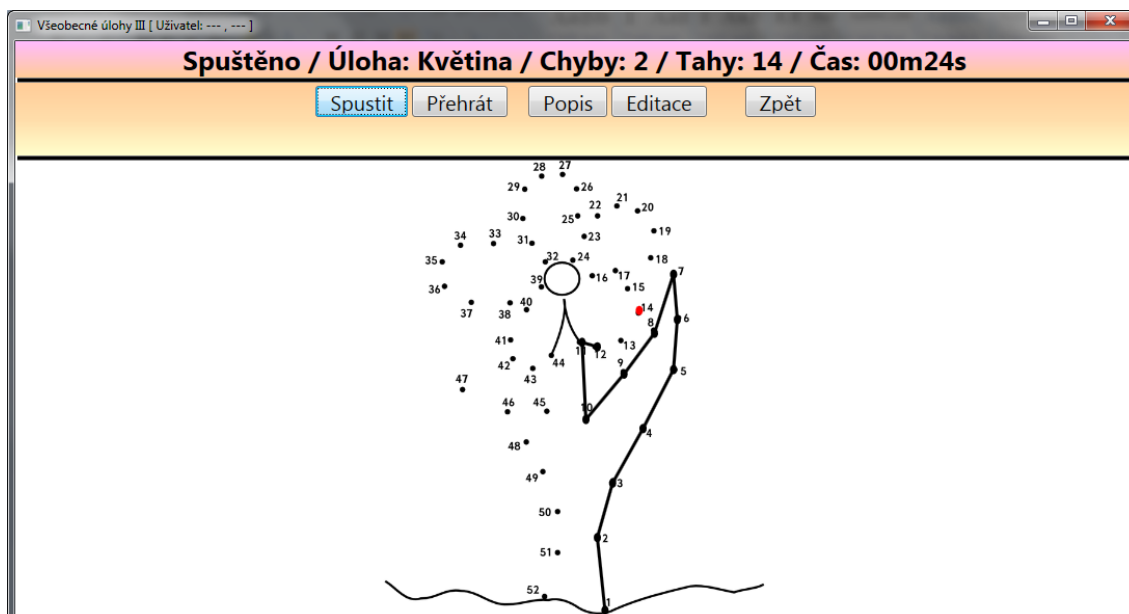 Všeobecné úlohy III [ Uživatel: --- , --- ]
Spuštěno / Úloha: Květina / Chyby: 2 / Tahy: 14 / Čas: 00m24s
Spustit Přehrát Popis Editace Zpět
28 27
29 26
21
22 20
30 25
19
34 33 31 23
35 32 24 18
16 17 7
36 39 15
37 38 40 14
6
8
41 11 12 13
42 44
43 9 5
47
46 45 10
48 4
49 3
50
2
51
52 1